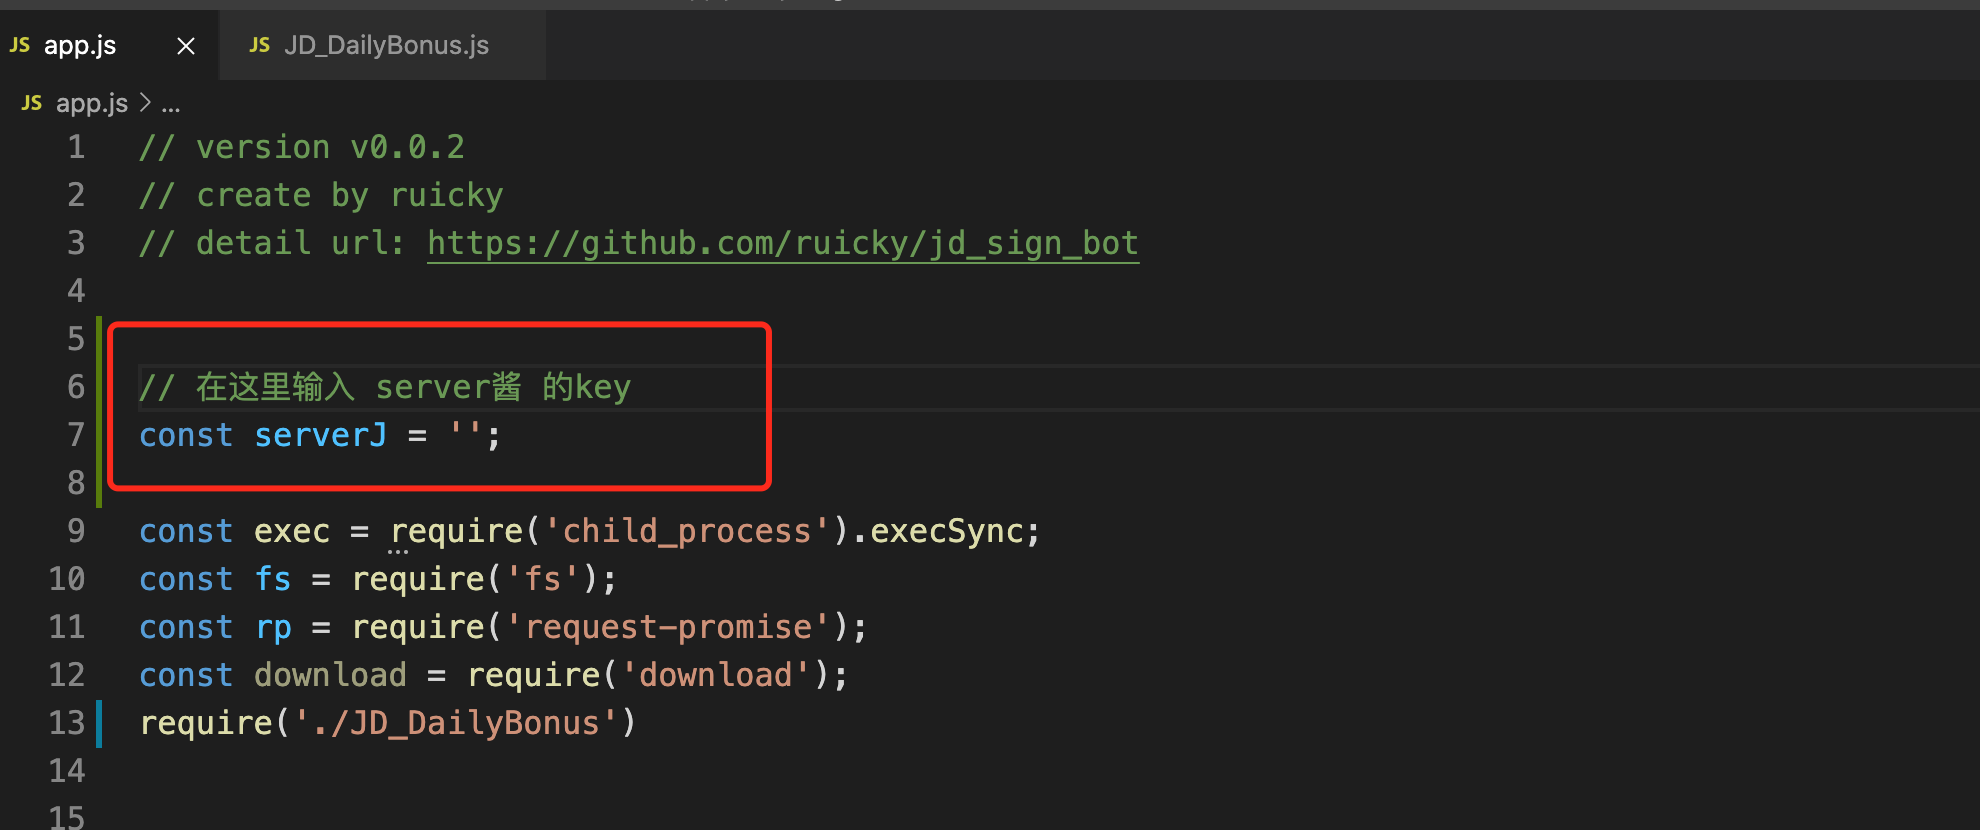 JS app.js × JS JD_DailyBonus.js
JS app.js > ...
1 // version v0.0.2
2 // create by ruicky
3 // detail url: https://github.com/ruicky/jd_sign_bot
4
5
6 // 在这里输入 server酱 的key
7 const serverJ = '';
8
9 const exec = require('child_process').execSync;
10 const fs = require('fs');
11 const rp = require('request-promise');
12 const download = require('download');
13 require('./JD_DailyBonus')
14
15